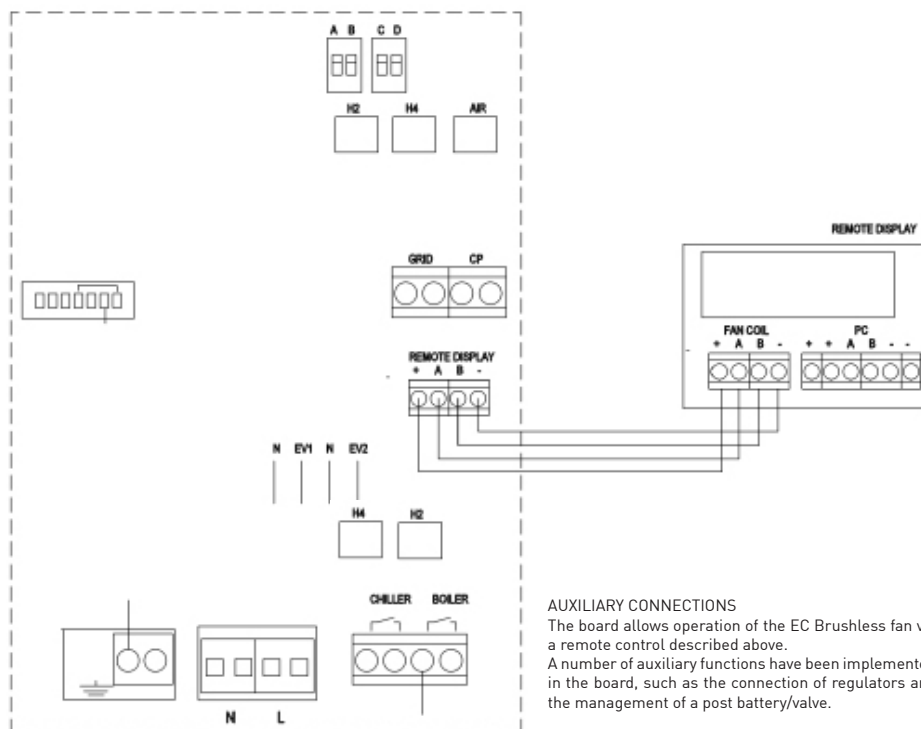 A B C D
H2 H4 AIR
REMOTE DISPLAY
GRID CP
FAN COIL PC
+ A B - + + A B - -
REMOTE DISPLAY
+ A B -
N EV1 N EV2
H4 H2
CHILLER BOILER
N L
AUXILIARY CONNECTIONS
The board allows operation of the EC Brushless fan
a remote control described above.
A number of auxiliary functions have been
in the board, such as the connection of regulators
the management of a post battery/valve.